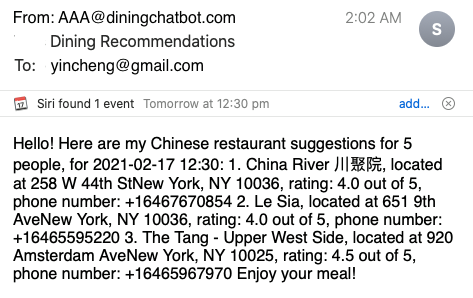 From: AAA@diningchatbot.com 2:02 AM
S
Dining Recommendations
To: yincheng@gmail.com
17 Siri found 1 event Tomorrow at 12:30 pm add...
Hello! Here are my Chinese restaurant suggestions for 5
people, for 2021-02-17 12:30: 1. China River 川聚院, located
at 258 W 44th StNew York, NY 10036, rating: 4.0 out of 5,
phone number: +16467670854 2. Le Sia, located at 651 9th
AveNew York, NY 10036, rating: 4.0 out of 5, phone number:
+16465595220 3. The Tang - Upper West Side, located at 920
Amsterdam AveNew York, NY 10025, rating: 4.5 out of 5,
phone number: +16465967970 Enjoy your meal!